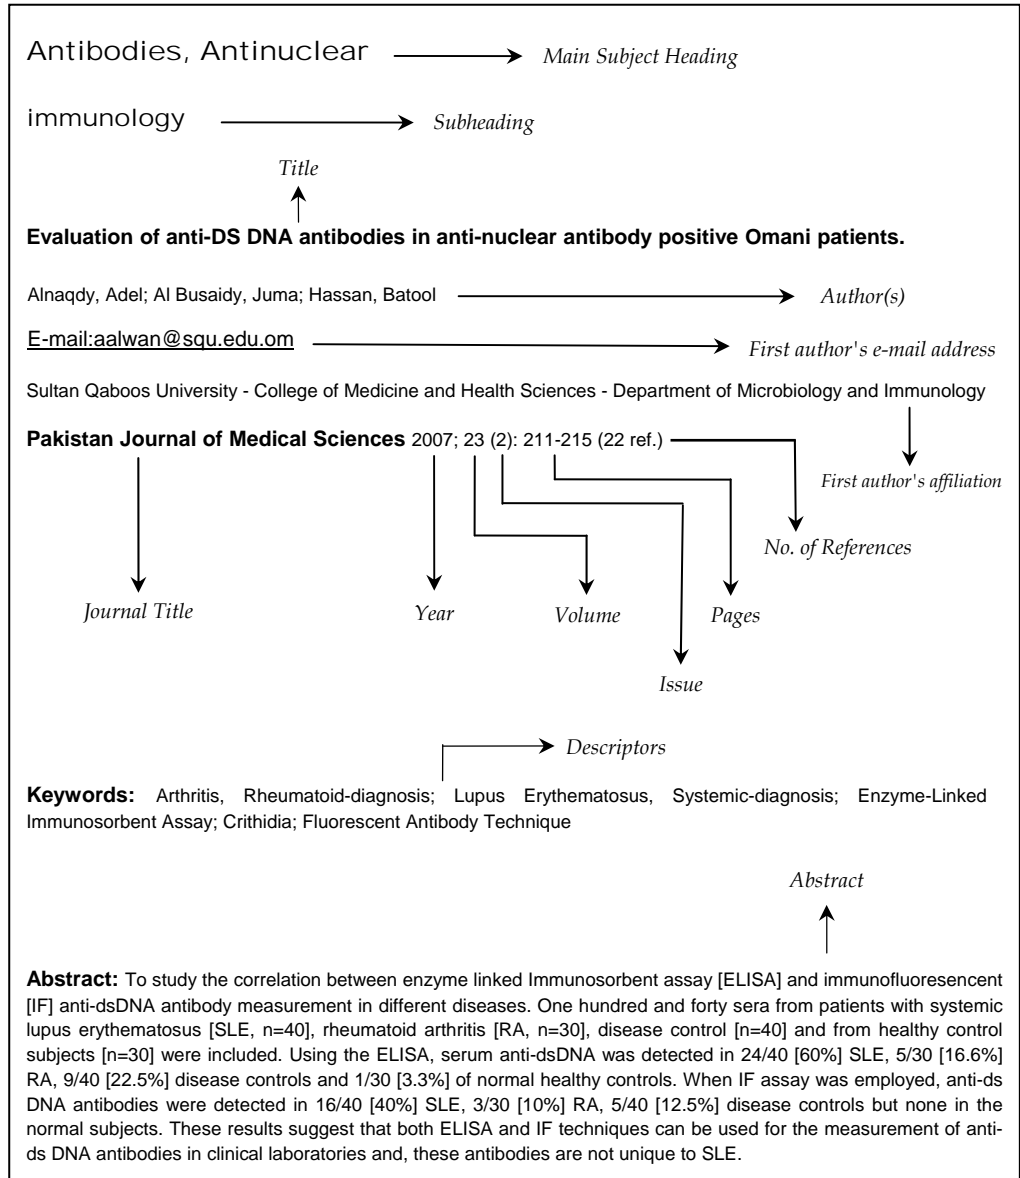 Antibodies, Antinuclear Main Subject Heading
immunology Subheading
Title
Evaluation of anti-DS DNA antibodies in anti-nuclear antibody positive Omani patients.
Alnaqdy, Adel; Al Busaidy, Juma; Hassan, Batool Author(s)
E-mail:aalwan@squ.edu.om First author's e-mail address
Sultan Qaboos University - College of Medicine and Health Sciences - Department of Microbiology and Immunology
Pakistan Journal of Medical Sciences 2007; 23 (2): 211-215 (22 ref.)
First author's affiliation
No. of References
Journal Title Year Volume Pages
Issue
Descriptors
Keywords: Arthritis, Rheumatoid-diagnosis; Lupus Erythematosus, Systemic-diagnosis; Enzyme-Linked
Immunosorbent Assay; Crithidia; Fluorescent Antibody Technique
Abstract
Abstract: To study the correlation between enzyme linked Immunosorbent assay [ELISA] and immunofluoresencent
[IF] anti-dsDNA antibody measurement in different diseases. One hundred and forty sera from patients with systemic
lupus erythematosus [SLE, n=40], rheumatoid arthritis [RA, n=30], disease control [n=40] and from healthy control
subjects [n=30] were included. Using the ELISA, serum anti-dsDNA was detected in 24/40 [60%] SLE, 5/30 [16.6%]
RA, 9/40 [22.5%] disease controls and 1/30 [3.3%] of normal healthy controls. When IF assay was employed, anti-ds
DNA antibodies were detected in 16/40 [40%] SLE, 3/30 [10%] RA, 5/40 [12.5%] disease controls but none in the
normal subjects. These results suggest that both ELISA and IF techniques can be used for the measurement of anti-
ds DNA antibodies in clinical laboratories and, these antibodies are not unique to SLE.